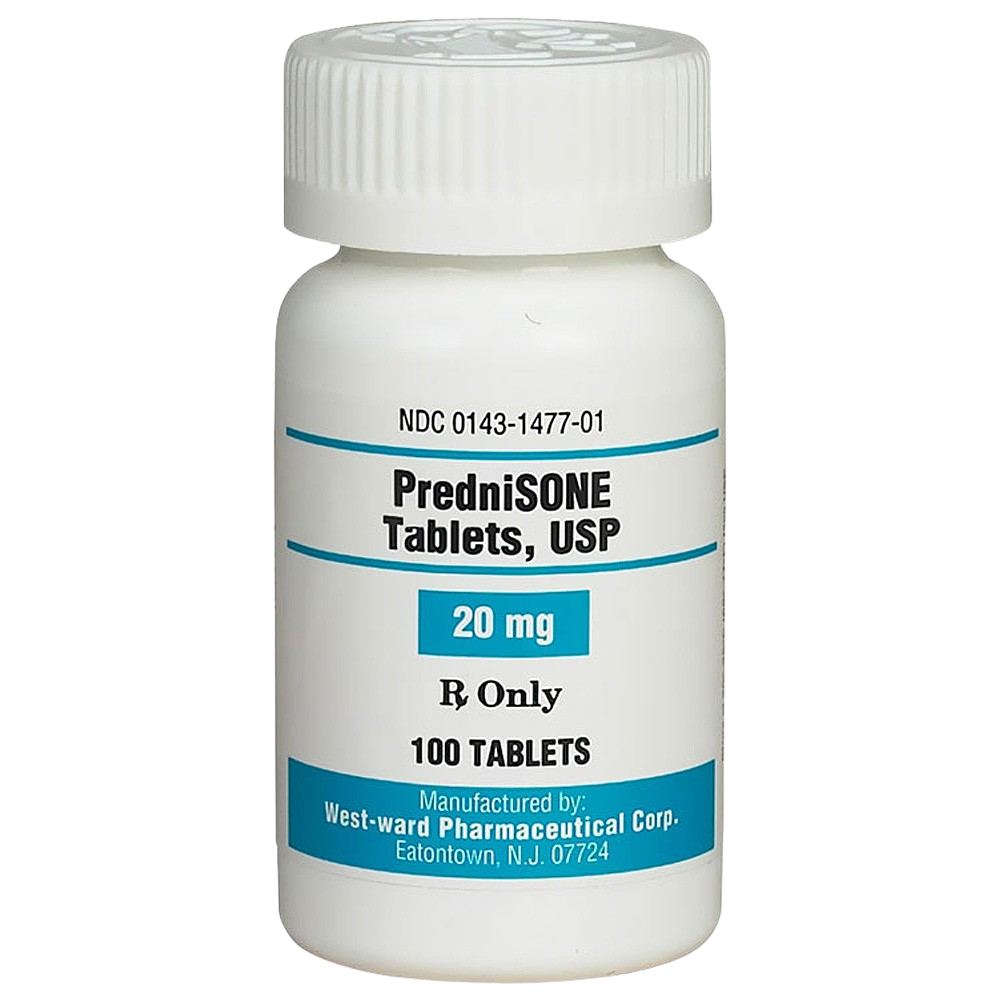 NDC 0143-1477-01
PredniSONE
Tablets, USP
20 mg
℞ Only
100 TABLETS
Manufactured by:
West-ward Pharmaceutical Corp.
Eatontown, N.J. 07724